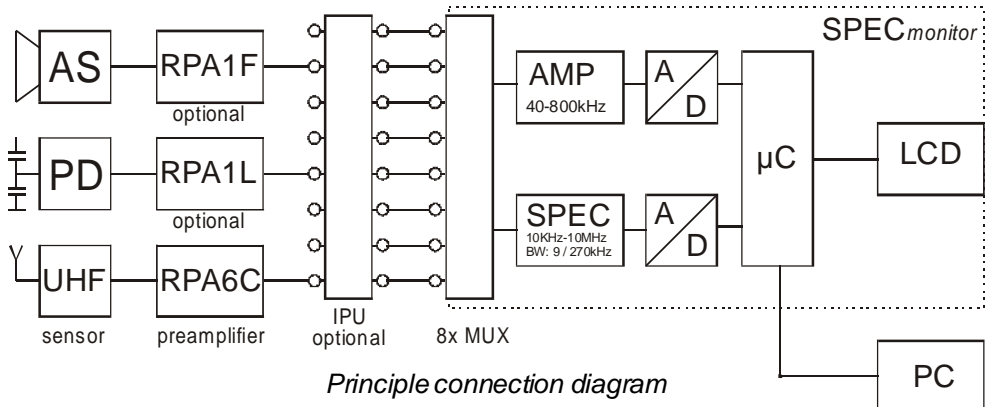 SPECmonitor
AS
RPA1F
optional
PD
RPA1L
optional
UHF
RPA6C
sensor
preamplifier
IPU
optional
8x MUX
AMP
40-800kHz
A
D
SPEC
10KHz-10MHz
BW: 9 / 270kHz
A
D
µC
LCD
PC
Principle connection diagram